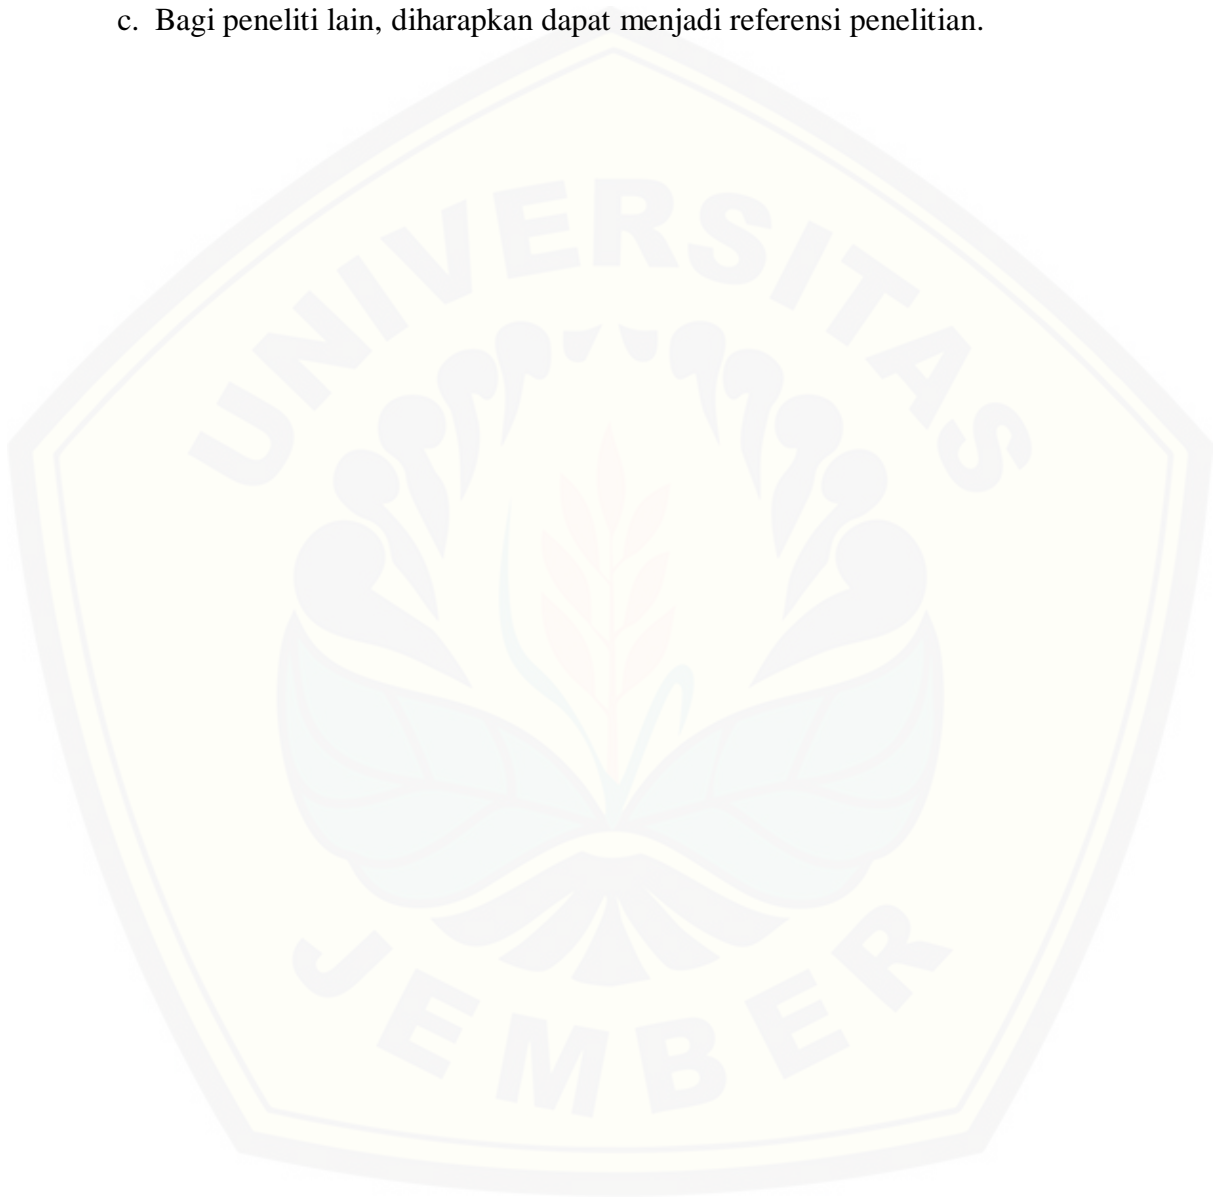 c. Bagi peneliti lain, diharapkan dapat menjadi referensi penelitian.
UNIVERSITAS
JEMBER